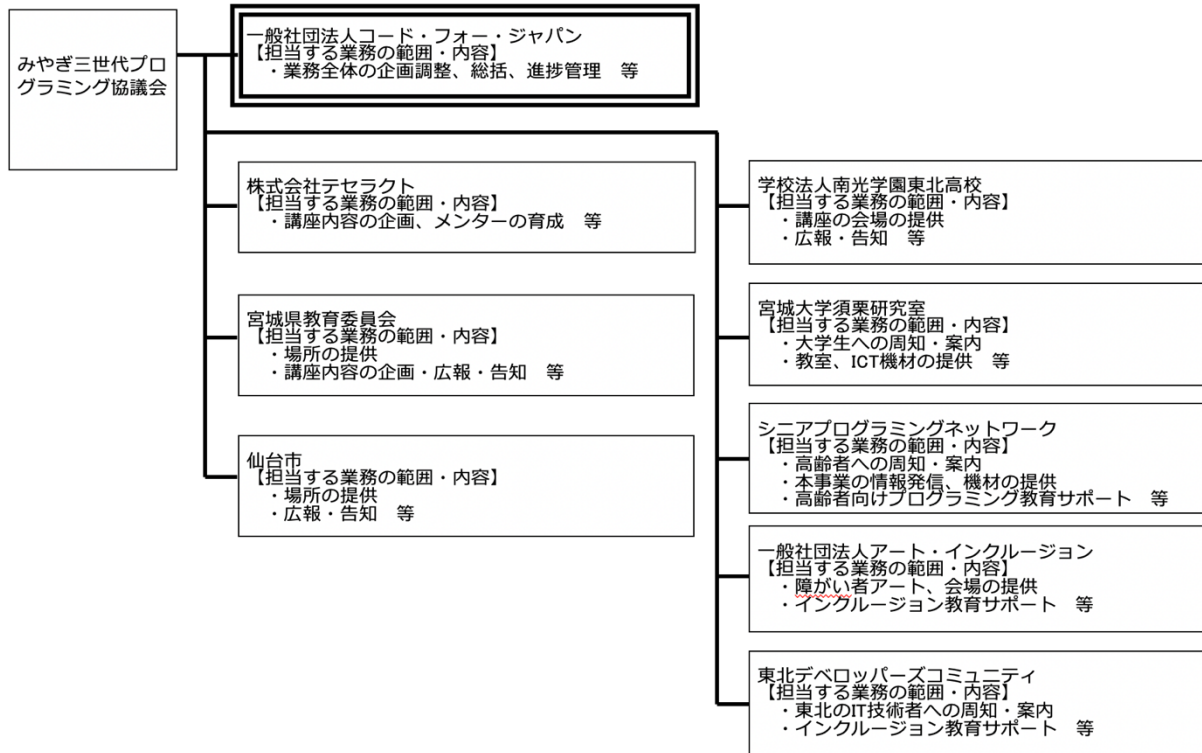 みやぎ三世代プロ
グラミング協議会
一般社団法人コード・フォー・ジャパン
【担当する業務の範囲・内容】
・業務全体の企画調整、総括、進捗管理　等
株式会社テセラクト
【担当する業務の範囲・内容】
・講座内容の企画、メンターの育成　等
宮城県教育委員会
【担当する業務の範囲・内容】
・場所の提供
・講座内容の企画・広報・告知　等
仙台市
【担当する業務の範囲・内容】
・場所の提供
・広報・告知　等
学校法人南光学園東北高校
【担当する業務の範囲・内容】
・講座の会場の提供
・広報・告知　等
宮城大学須栗研究室
【担当する業務の範囲・内容】
・大学生への周知・案内
・教室、ICT機材の提供　等
シニアプログラミングネットワーク
【担当する業務の範囲・内容】
・高齢者への周知・案内
・本事業の情報発信、機材の提供
・高齢者向けプログラミング教育サポート　等
一般社団法人アート・インクルージョン
【担当する業務の範囲・内容】
・障がい者アート、会場の提供
・インクルージョン教育サポート　等
東北デベロッパーズコミュニティ
【担当する業務の範囲・内容】
・東北のIT技術者への周知・案内
・インクルージョン教育サポート　等